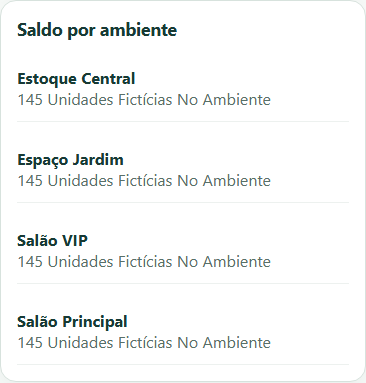 Saldo por ambiente
Estoque Central
145 Unidades Fictícias No Ambiente
Espaço Jardim
145 Unidades Fictícias No Ambiente
Salão VIP
145 Unidades Fictícias No Ambiente
Salão Principal
145 Unidades Fictícias No Ambiente